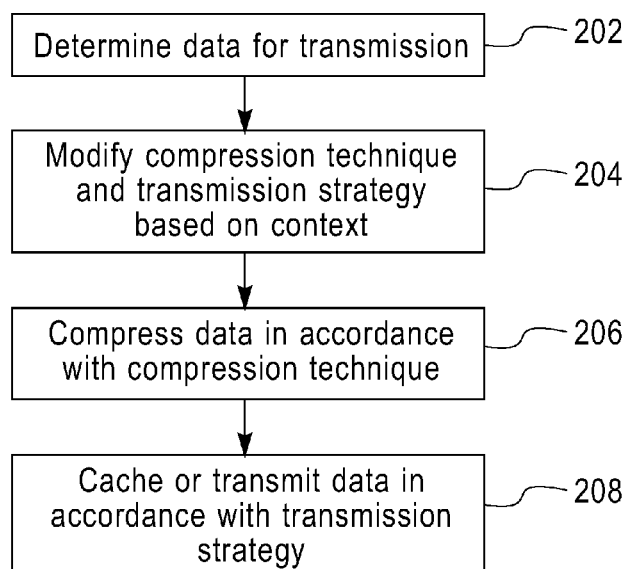 Determine data for transmission
202
Modify compression technique
and transmission strategy
based on context
204
Compress data in accordance
with compression technique
206
Cache or transmit data in
accordance with transmission
strategy
208